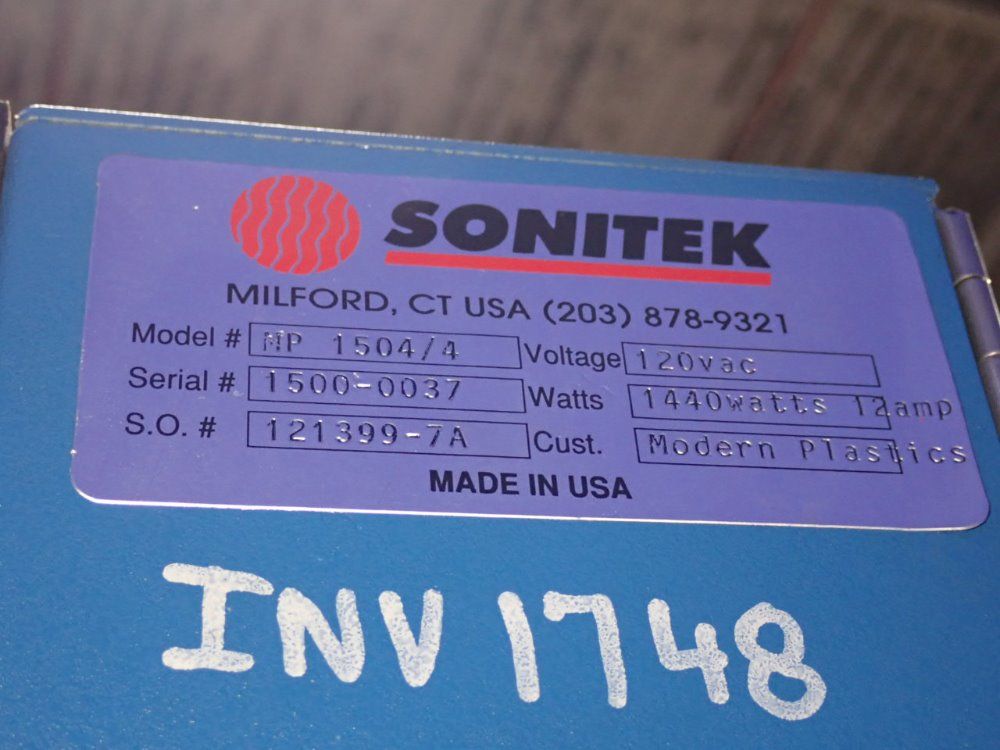 SONITEK
MILFORD, CT USA (203) 878-9321
Model # MP 1504/4 Voltage 120vac
Serial # 1500-0037 Watts 1440watts 12amp
S.O. # 121399-7A Cust. Modern Plastics
MADE IN USA
INV 1748